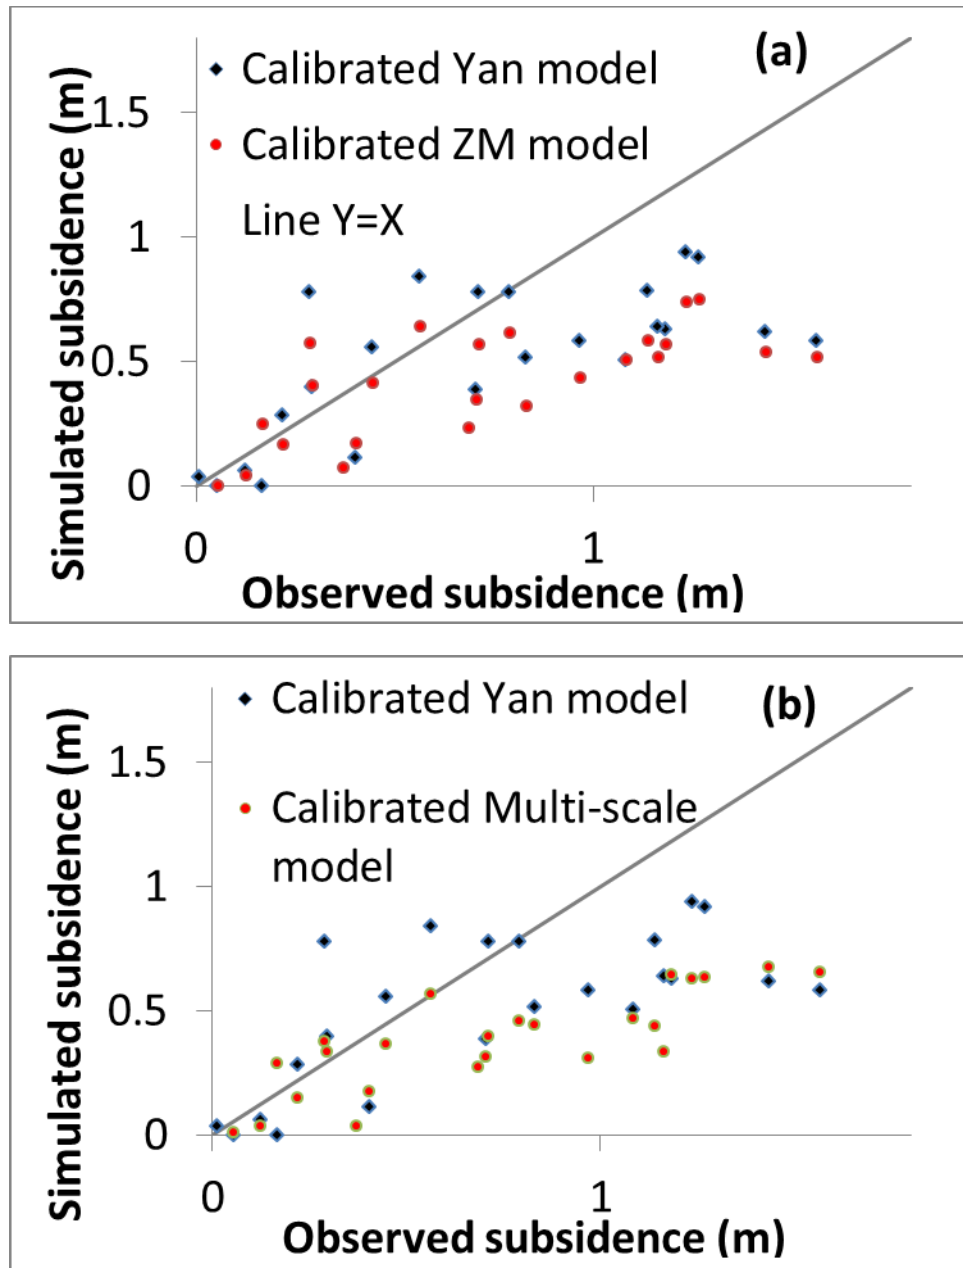 (a)
Calibrated Yan model
Calibrated ZM model
Line Y=X
Simulated subsidence (m)
1.5
1
0.5
0
0
1
Observed subsidence (m)
(b)
Calibrated Yan model
Calibrated Multi-scale
model
Simulated subsidence (m)
1.5
1
0.5
0
0
1
Observed subsidence (m)